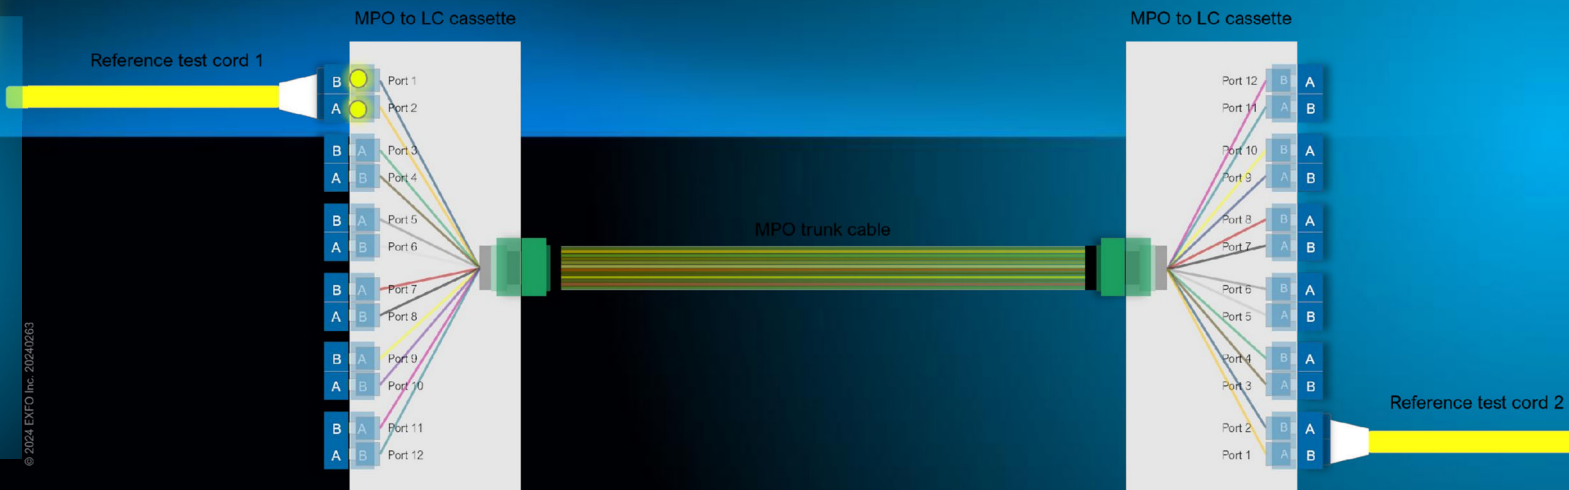 MPO to LC cassette
MPO to LC cassette
Reference test cord 1
B Port 1
A Port 2
B A Port 3
A B Port 4
B A Port 5
A B Port 6
B A Port 7
A B Port 8
B A Port 9
A B Port 10
B A Port 11
A B Port 12
MPO trunk cable
Port 12 B A
Port 11 A B
Port 10 B A
Port 9 A B
Port 8 B A
Port 7 A B
Port 6 B A
Port 5 A B
Port 4 B A
Port 3 A B
Port 2 B A
Port 1 A B
Reference test cord 2
© 2024 EXFO Inc. 20240263